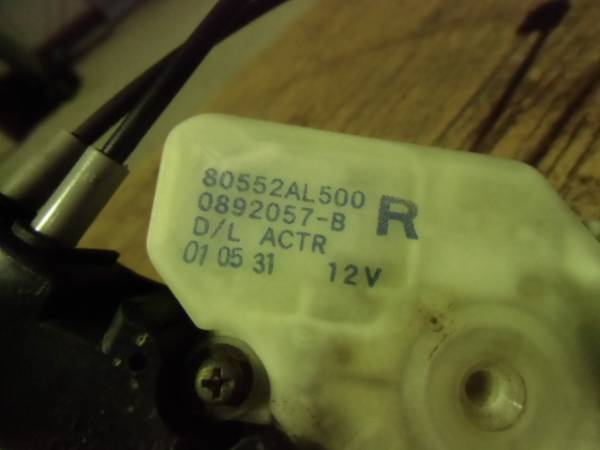 80552AL500
0892057-B R
D/L ACTR
01 05 31 12V